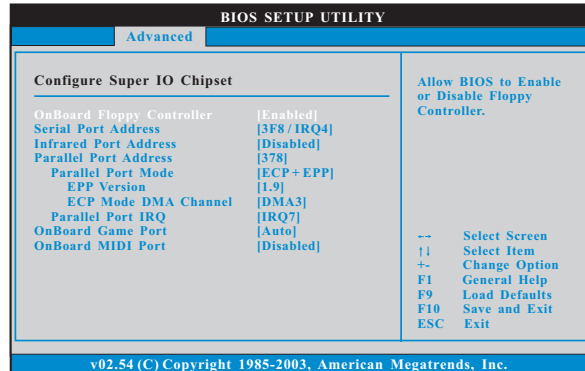 BIOS SETUP UTILITY
Advanced
Configure Super IO Chipset
OnBoard Floppy Controller [Enabled]
Serial Port Address [3F8 / IRQ4]
Infrared Port Address [Disabled]
Parallel Port Address [378]
Parallel Port Mode [ECP + EPP]
EPP Version [1.9]
ECP Mode DMA Channel [DMA3]
Parallel Port IRQ [IRQ7]
OnBoard Game Port [Auto]
OnBoard MIDI Port [Disabled]
Allow BIOS to Enable
or Disable Floppy
Controller.
←→ Select Screen
↑↓ Select Item
+- Change Option
F1 General Help
F9 Load Defaults
F10 Save and Exit
ESC Exit
v02.54 (C) Copyright 1985-2003, American Megatrends, Inc.